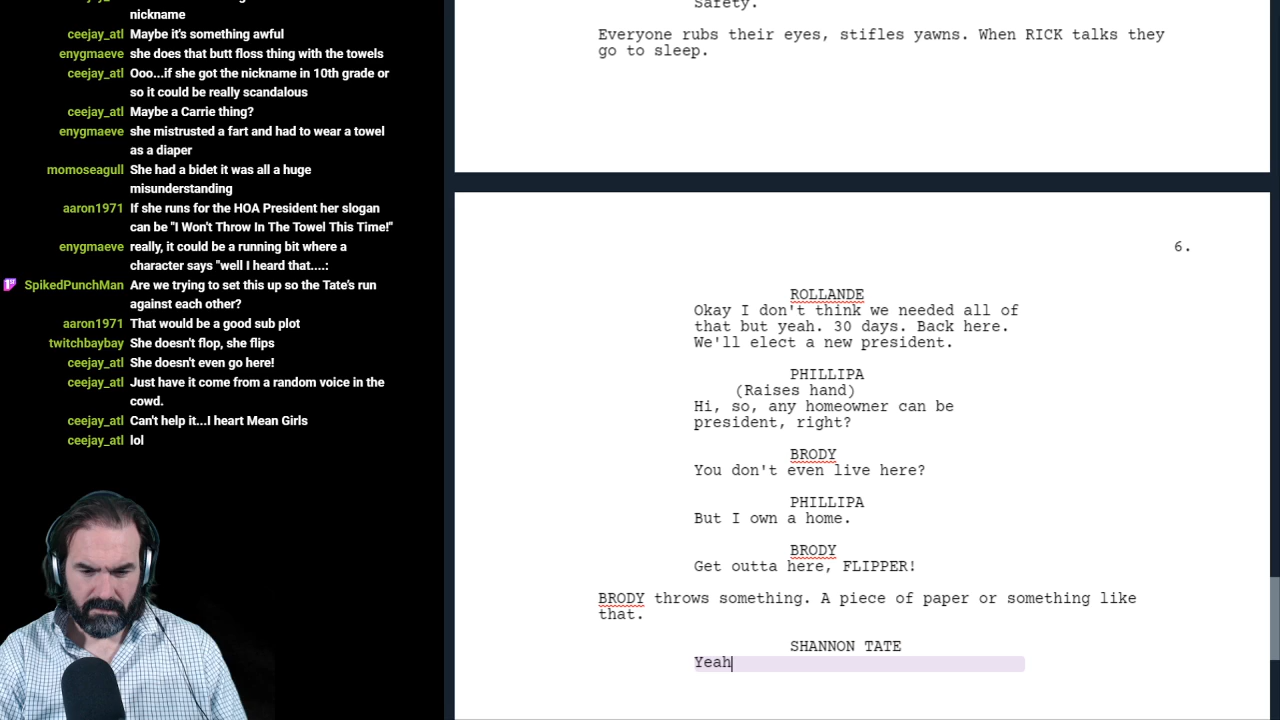 nickname
ceejay_atl Maybe it's something awful
enygmaeve she does that butt floss thing with the towels
ceejay_atl Ooo...if she got the nickname in 10th grade or
so it could be really scandalous
ceejay_atl Maybe a Carrie thing?
enygmaeve she mistrusted a fart and had to wear a towel
as a diaper
momoseagull She had a bidet it was all a huge
misunderstanding
aaron1971 If she runs for the HOA President her slogan
can be "I Won't Throw In The Towel This Time!"
enygmaeve really, it could be a running bit where a
character says "well I heard that....:
SpikedPunchMan Are we trying to set this up so the Tate's run
against each other?
aaron1971 That would be a good sub plot
twitchbaybay She doesn't flop, she flips
ceejay_atl She doesn't even go here!
ceejay_atl Just have it come from a random voice in the
cowd.
ceejay_atl Can't help it...I heart Mean Girls
ceejay_atl lol
Safety.
Everyone rubs their eyes, stifles yawns. When RICK talks they
go to sleep.
6.
ROLLANDE
Okay I don't think we needed all of
that but yeah. 30 days. Back here.
We'll elect a new president.
PHILLIPA
(Raises hand)
Hi, so, any homeowner can be
president, right?
BRODY
You don't even live here?
PHILLIPA
But I own a home.
BRODY
Get outta here, FLIPPER!
BRODY throws something. A piece of paper or something like
that.
SHANNON TATE
Yeah